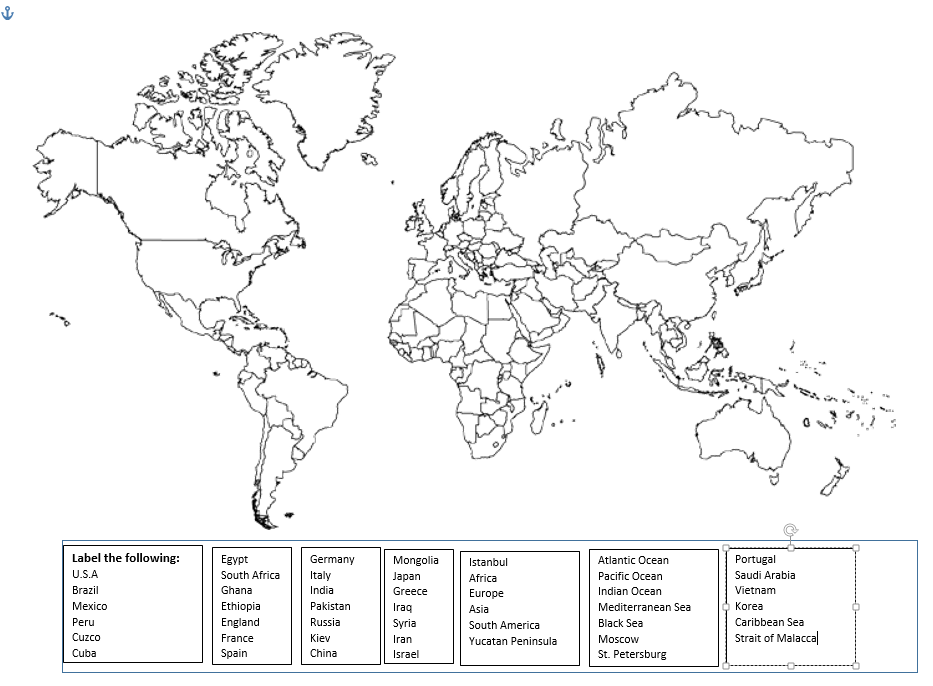 Label the following:
U.S.A
Brazil
Mexico
Peru
Cuzco
Cuba
Egypt
South Africa
Ghana
Ethiopia
England
France
Spain
Germany
Italy
India
Pakistan
Russia
Kiev
China
Mongolia
Japan
Greece
Iraq
Syria
Iran
Israel
Istanbul
Africa
Europe
Asia
South America
Yucatan Peninsula
Atlantic Ocean
Pacific Ocean
Indian Ocean
Mediterranean Sea
Black Sea
Moscow
St. Petersburg
Portugal
Saudi Arabia
Vietnam
Korea
Caribbean Sea
Strait of Malacca